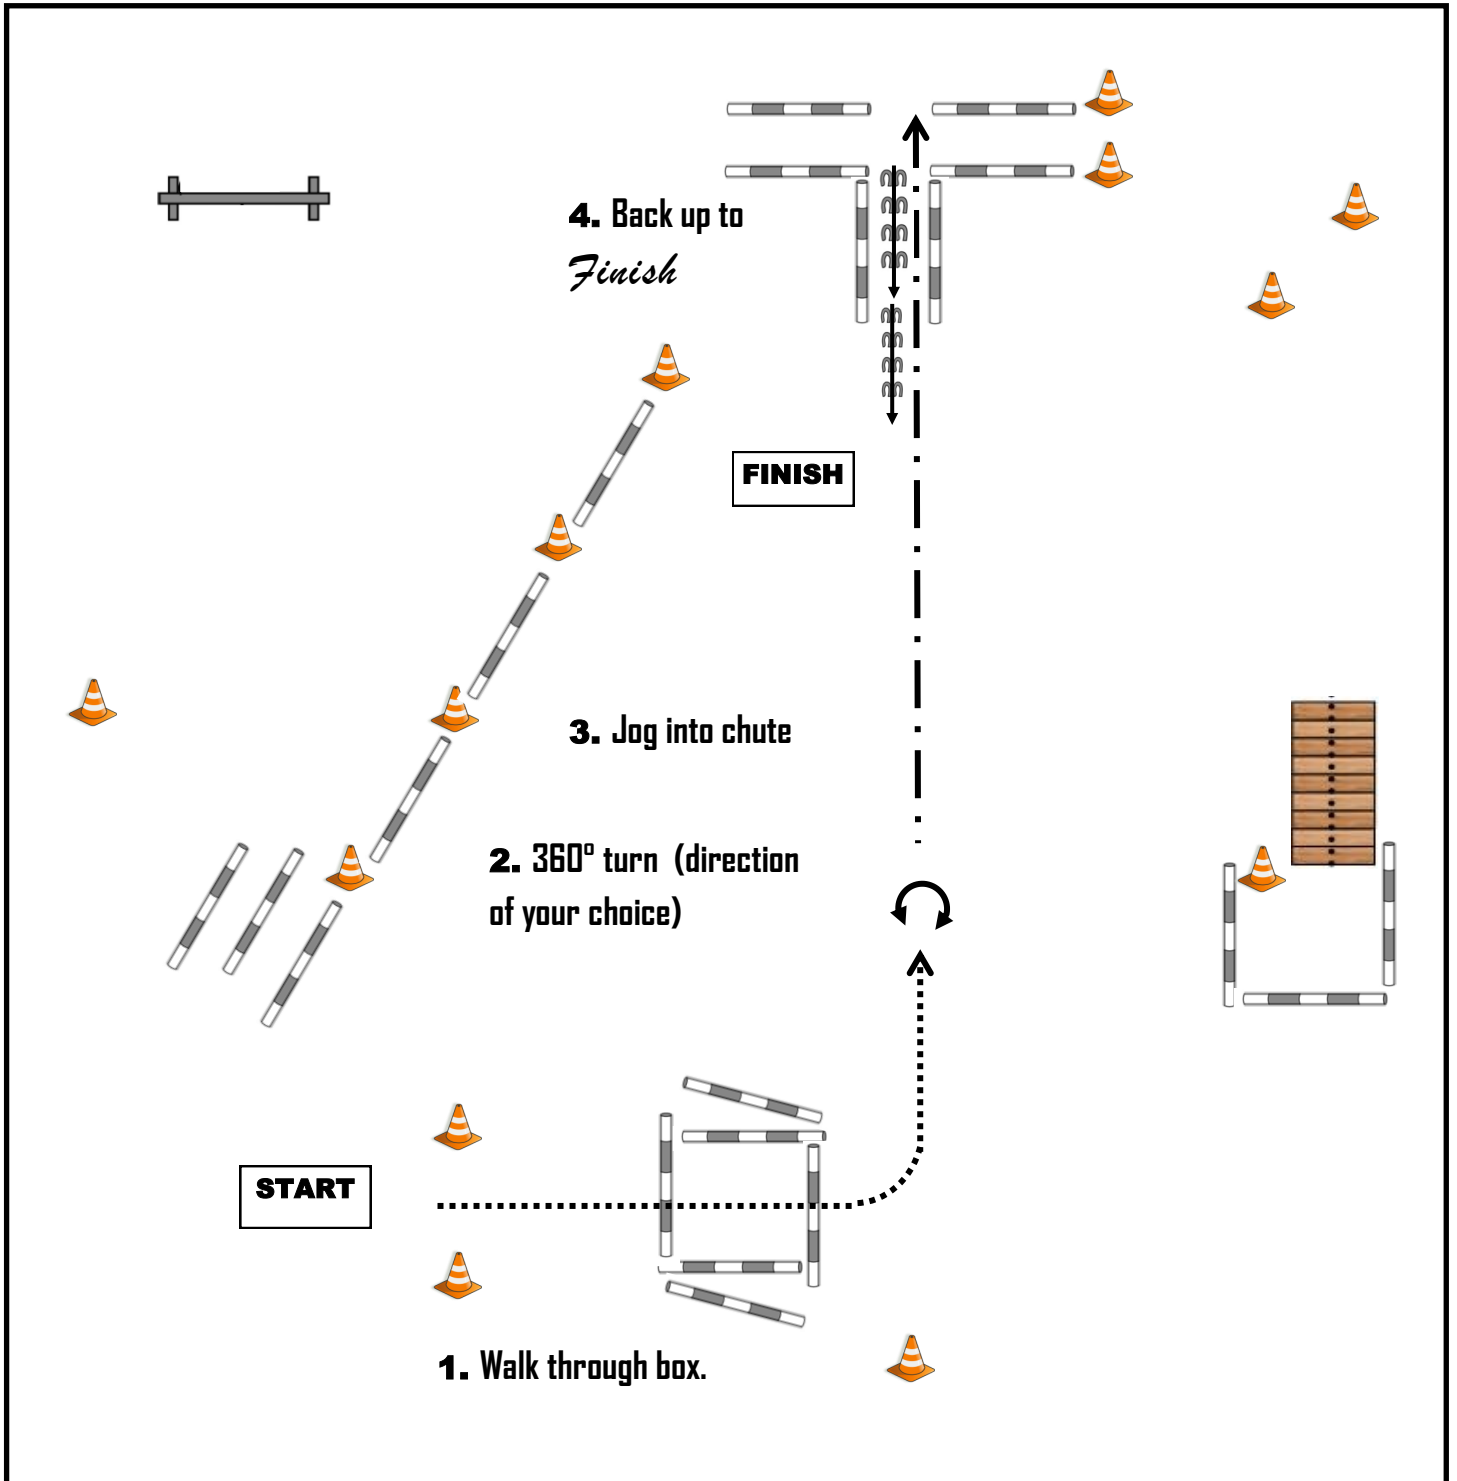 4. Back up to
Finish
FINISH
3. Jog into chute
2. 360° turn (direction
of your choice)
START
1. Walk through box.